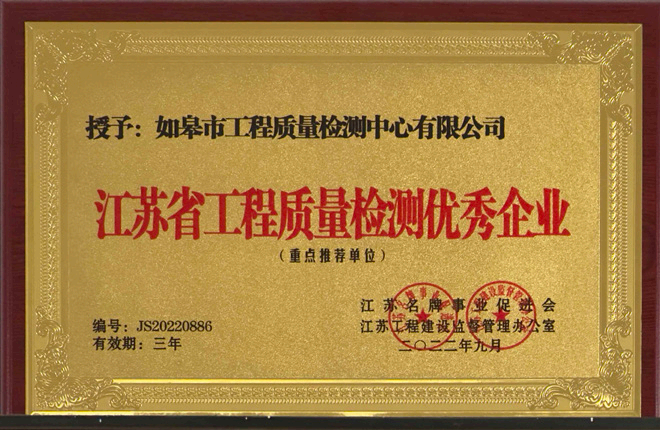 授予：如皋市工程质量检测中心有限公司
江苏省工程质量检测优秀企业
（重点推荐单位）
江苏名牌事业促进会
编号：JS20220886
江苏工程建设监督管理办公室
有效期：三年
二〇二二年九月